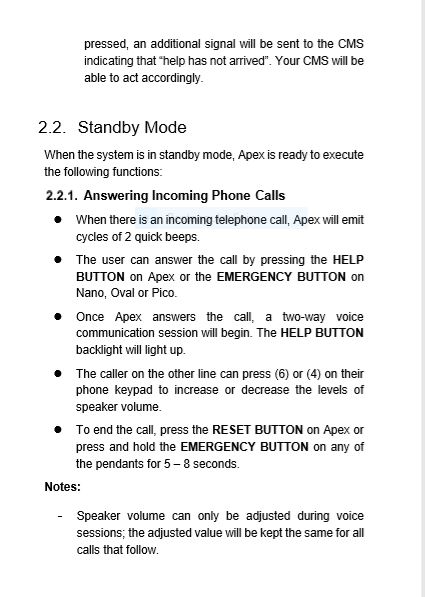 pressed, an additional signal will be sent to the CMS
indicating that “help has not arrived”. Your CMS will be
able to act accordingly.
2.2. Standby Mode
When the system is in standby mode, Apex is ready to execute
the following functions:
2.2.1. Answering Incoming Phone Calls
● When there is an incoming telephone call, Apex will emit
cycles of 2 quick beeps.
● The user can answer the call by pressing the HELP
BUTTON on Apex or the EMERGENCY BUTTON on
Nano, Oval or Pico.
● Once Apex answers the call, a two-way voice
communication session will begin. The HELP BUTTON
backlight will light up.
● The caller on the other line can press (6) or (4) on their
phone keypad to increase or decrease the levels of
speaker volume.
● To end the call, press the RESET BUTTON on Apex or
press and hold the EMERGENCY BUTTON on any of
the pendants for 5 – 8 seconds.
Notes:
- Speaker volume can only be adjusted during voice
sessions; the adjusted value will be kept the same for all
calls that follow.